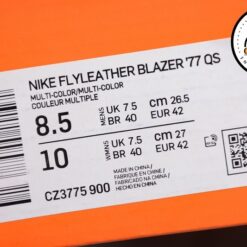 NIKE FLYLEATHER BLAZER '77 QS
MULTI-COLOR/MULTI-COLOR
COULEUR MULTIPLE
8.5 MENS UK 7.5 cm 26.5
BR 40 EUR 42
10 WMNS UK 7.5 cm 27
BR 40 EUR 42
CZ3775 900
MADE IN CHINA /
FABRIQUE EN CHINE /
FABRICADO NA CHINA /
HECHO EN CHINA